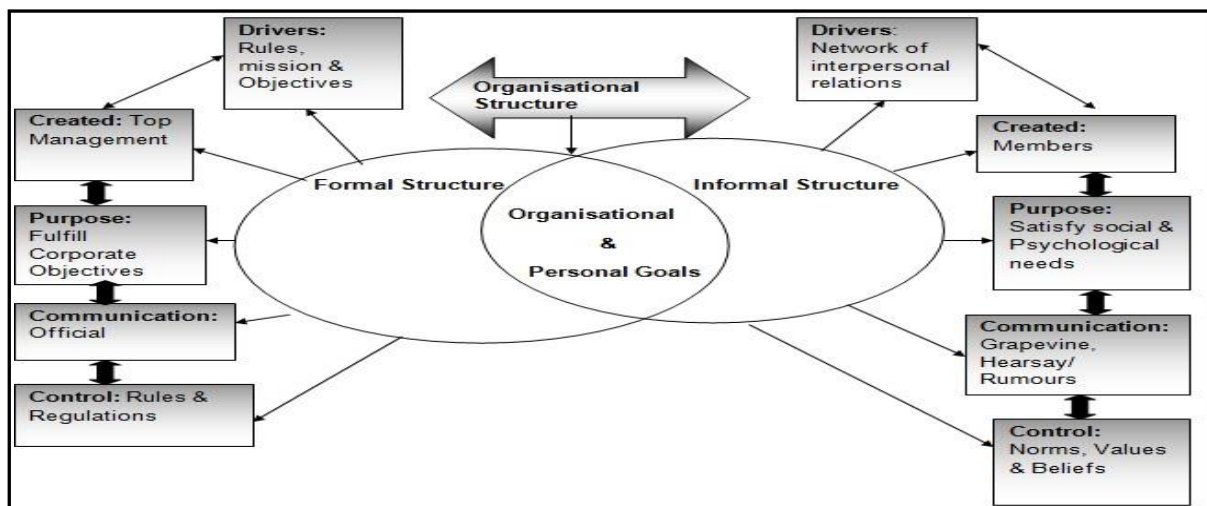 Drivers:
Rules,
mission &
Objectives
Organisational
Structure
Drivers:
Network of
interpersonal
relations
Created: Top
Management
Created:
Members
Formal Structure
Informal Structure
Organisational
&
Personal Goals
Purpose:
Fulfill
Corporate
Objectives
Purpose:
Satisfy social &
Psychological
needs
Communication:
Official
Communication:
Grapevine,
Hearsay/
Rumours
Control: Rules &
Regulations
Control:
Norms, Values
& Beliefs